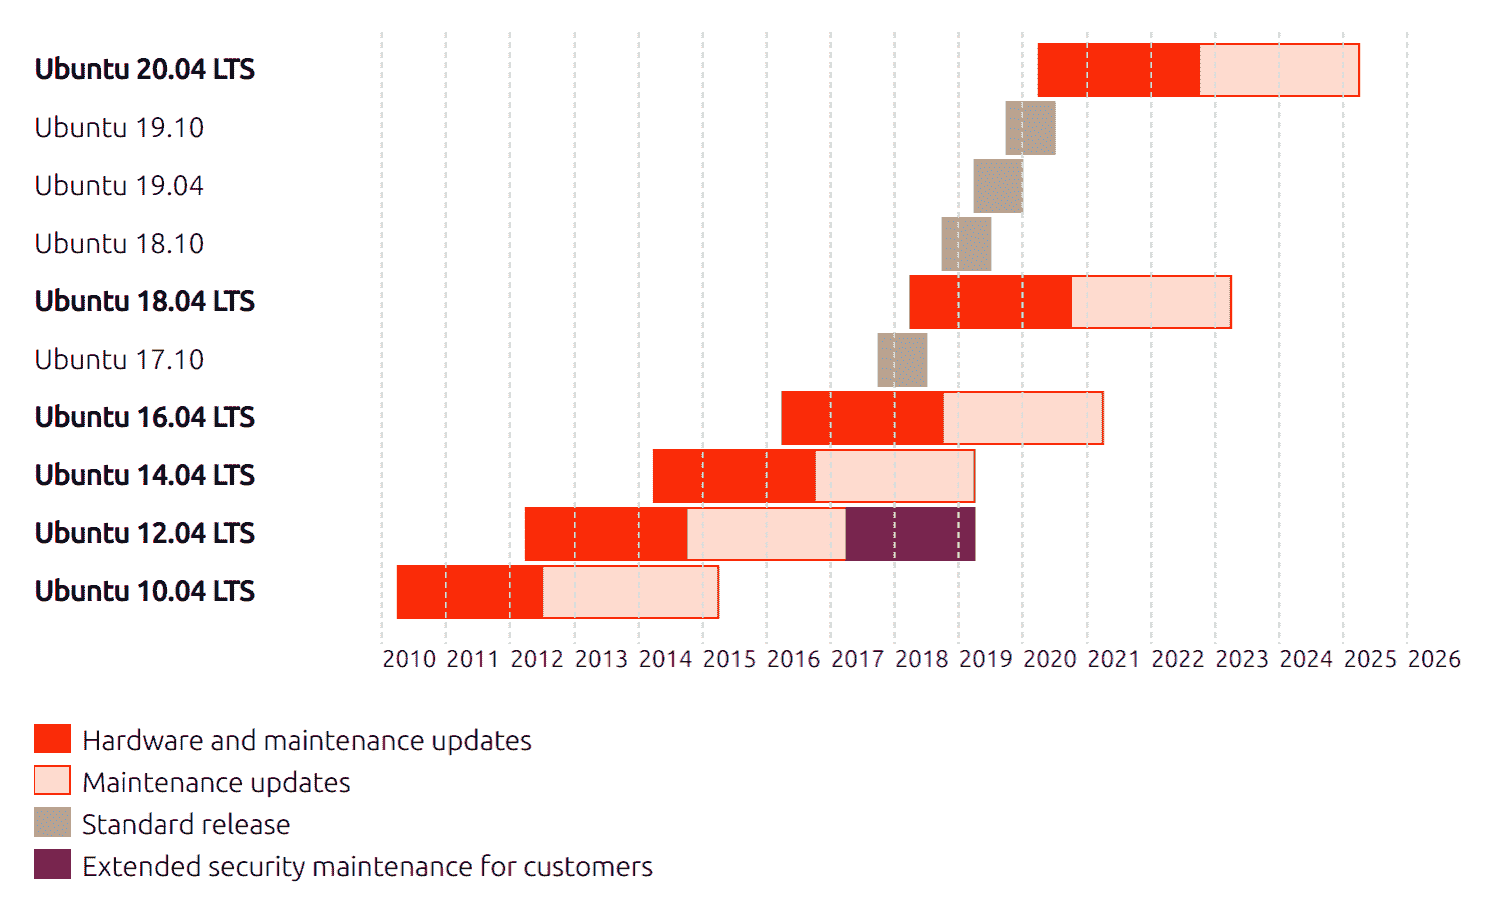 Ubuntu 20.04 LTS
Ubuntu 19.10
Ubuntu 19.04
Ubuntu 18.10
Ubuntu 18.04 LTS
Ubuntu 17.10
Ubuntu 16.04 LTS
Ubuntu 14.04 LTS
Ubuntu 12.04 LTS
Ubuntu 10.04 LTS
2010 2011 2012 2013 2014 2015 2016 2017 2018 2019 2020 2021 2022 2023 2024 2025 2026
Hardware and maintenance updates
Maintenance updates
Standard release
Extended security maintenance for customers